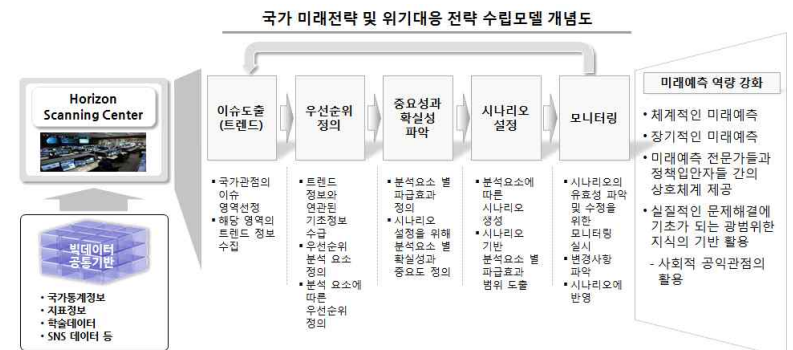 국가 미래전략 및 위기대응 전략 수립모델 개념도
Horizon
Scanning Center
빅데이터
공통기반
• 국가통계정보
• 지표정보
• 학술데이터
• SNS 데이터 등
이슈도출
(트렌드)
▪ 국가관점의
이슈
영역선정
▪ 해당 영역의
트렌드 정보
수집
우선순위
정의
▪ 트렌드
정보와
연관된
기초정보
수급
▪ 우선순위
분석 요소
정의
▪ 분석 요소에
따른
우선순위
정의
중요성과
확실성
파악
▪ 분석요소 별
파급효과
정의
▪ 시나리오
설정을 위해
분석요소 별
확실성과
중요도 정의
시나리오
설정
▪ 분석요소에
따른
시나리오
생성
▪ 시나리오
기반
분석요소 별
파급효과
범위 도출
모니터링
▪ 시나리오의
유효성 파악
및 수정을
위한
모니터링
실시
▪ 변경사항
파악
▪ 시나리오에
반영
미래예측 역량 강화
• 체계적인 미래예측
• 장기적인 미래예측
• 미래예측 전문가들과
정책입안자들 간의
상호체계 제공
• 실질적인 문제해결에
기초가 되는 광범위한
지식의 기반 활용
- 사회적 공익관점의
활용